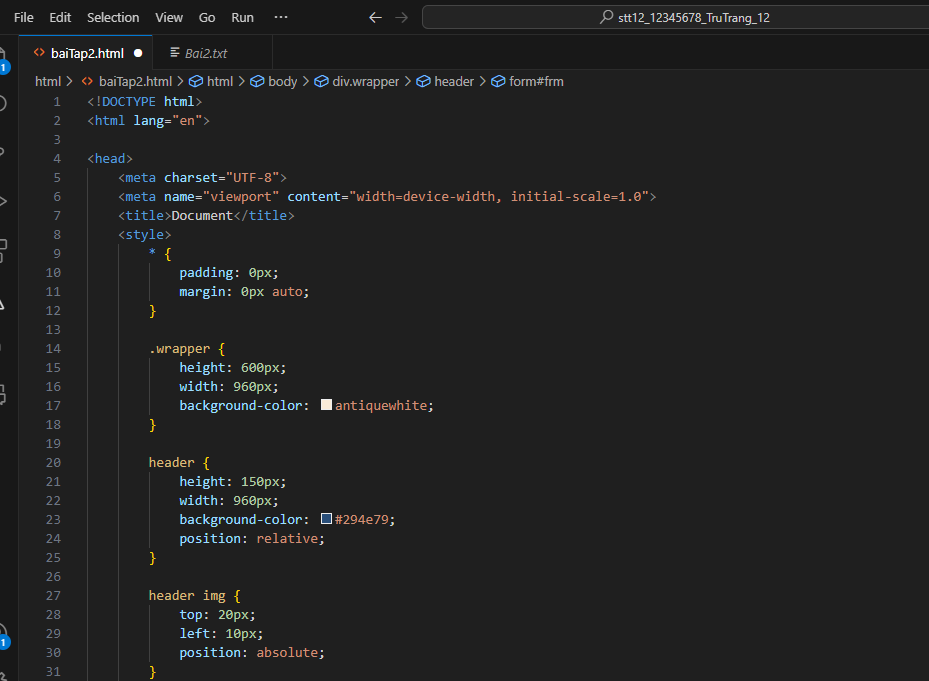 File Edit Selection View Go Run ···
stt12_12345678_TruTrang_12
baiTap2.html
Bai2.txt
html > baiTap2.html > html > body > div.wrapper > header > form#frm
1 <!DOCTYPE html>
2 <html lang="en">
3
4 <head>
5     <meta charset="UTF-8">
6     <meta name="viewport" content="width=device-width, initial-scale=1.0">
7     <title>Document</title>
8     <style>
9         * {
10             padding: 0px;
11             margin: 0px auto;
12         }
13
14         .wrapper {
15             height: 600px;
16             width: 960px;
17             background-color: antiquewhite;
18         }
19
20         header {
21             height: 150px;
22             width: 960px;
23             background-color: #294e79;
24             position: relative;
25         }
26
27         header img {
28             top: 20px;
29             left: 10px;
30             position: absolute;
31         }
1
1